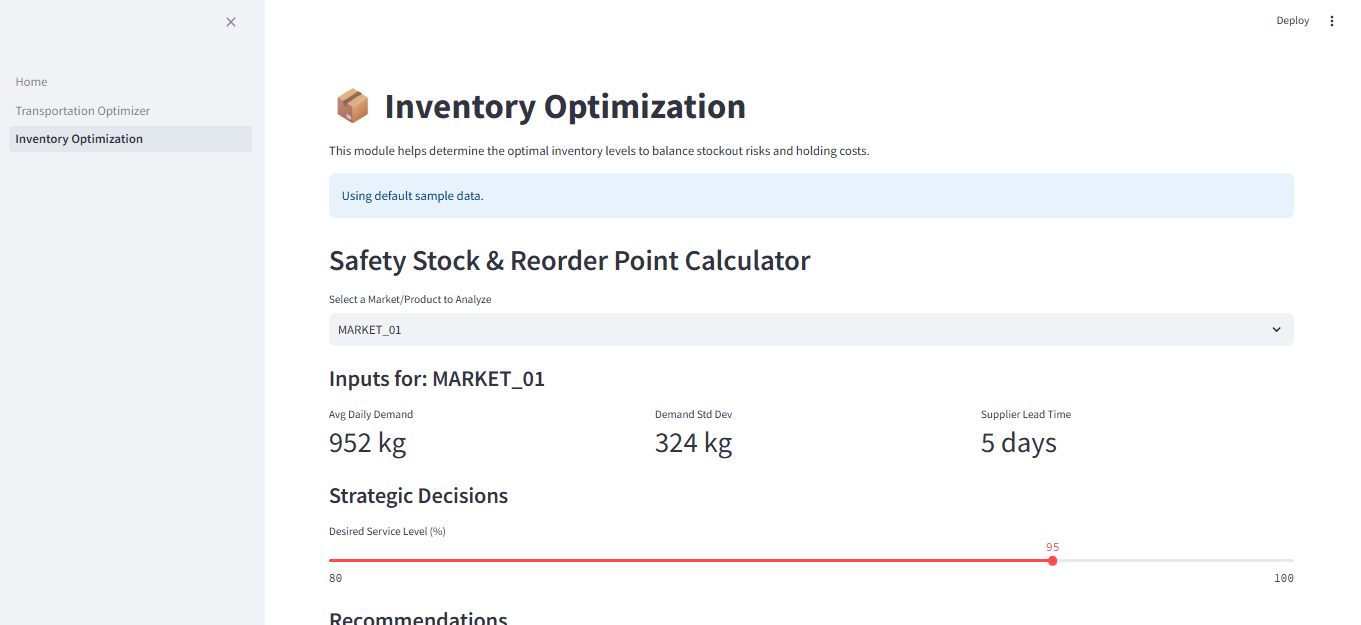 Deploy
Home
Transportation Optimizer
Inventory Optimization
Inventory Optimization
This module helps determine the optimal inventory levels to balance stockout risks and holding costs.
Using default sample data.
Safety Stock & Reorder Point Calculator
Select a Market/Product to Analyze
MARKET_01
Inputs for: MARKET_01
Avg Daily Demand
952 kg
Demand Std Dev
324 kg
Supplier Lead Time
5 days
Strategic Decisions
Desired Service Level (%)
95
80
100
Recommendations